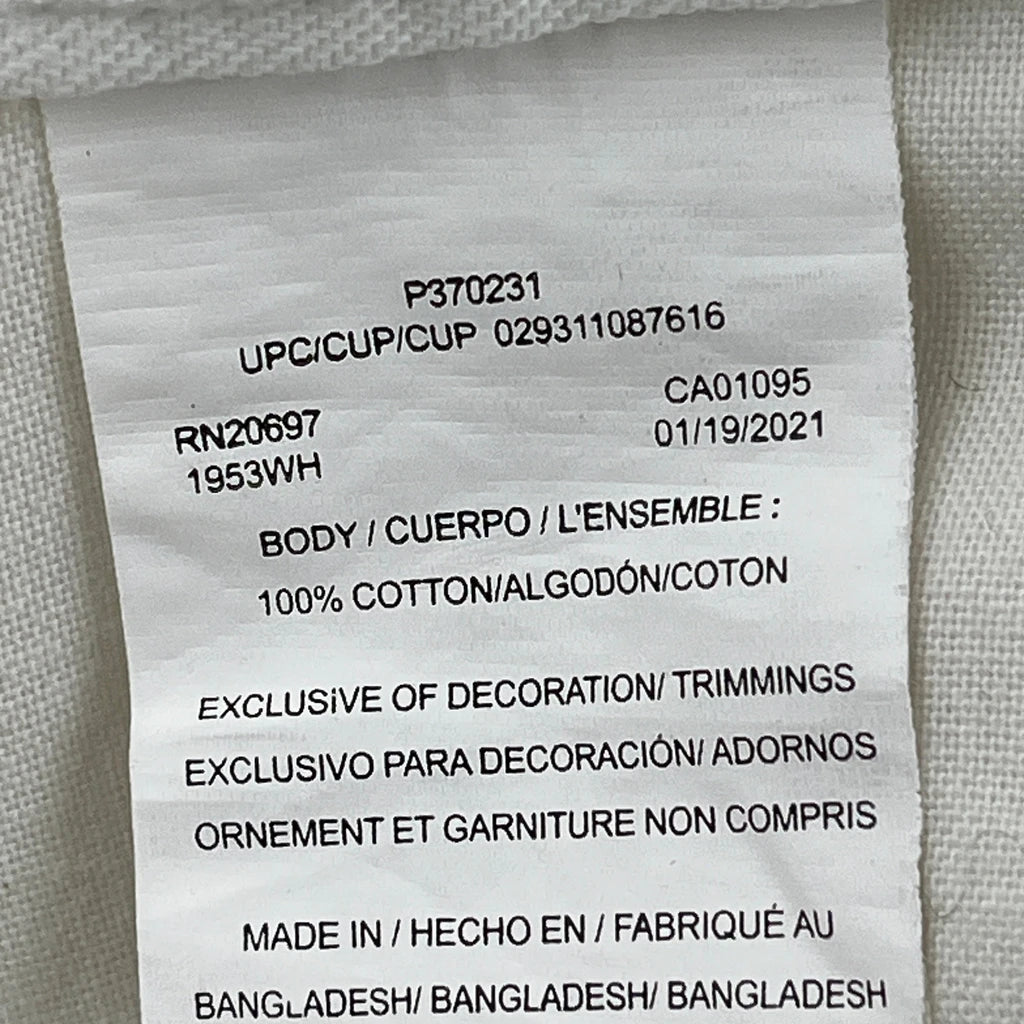 P370231
UPC/CUP/CUP 029311087616
CA01095
RN20697
01/19/2021
1953WH
BODY / CUERPO / L'ENSEMBLE :
100% COTTON/ALGODÓN/COTON
EXCLUSiVE OF DECORATION/ TRIMMINGS
EXCLUSIVO PARA DECORACIÓN/ ADORNOS
ORNEMENT ET GARNITURE NON COMPRIS
MADE IN / HECHO EN / FABRIQUÉ AU
BANGLADESH/ BANGLADESH/ BANGLADESH